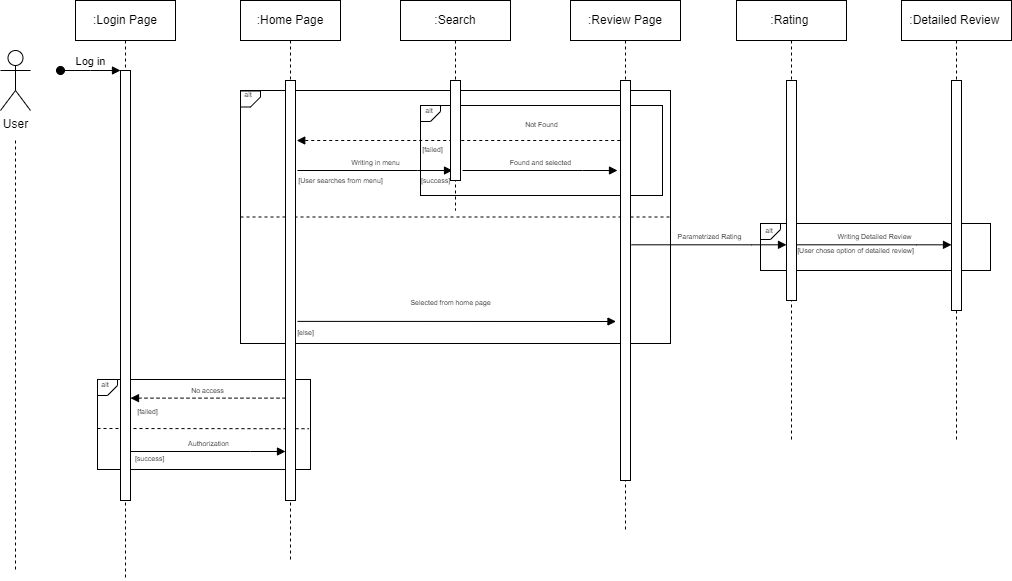 :Login Page
:Home Page
:Search
:Review Page
:Rating
:Detailed Review
Log in
User
alt
alt
Not Found
[failed]
Writing in menu
Found and selected
[User searches from menu]
[success]
alt
Parametrized Rating
Writing Detailed Review
[User chose option of detailed review]
Selected from home page
[else]
alt
No access
[failed]
Authorization
[success]